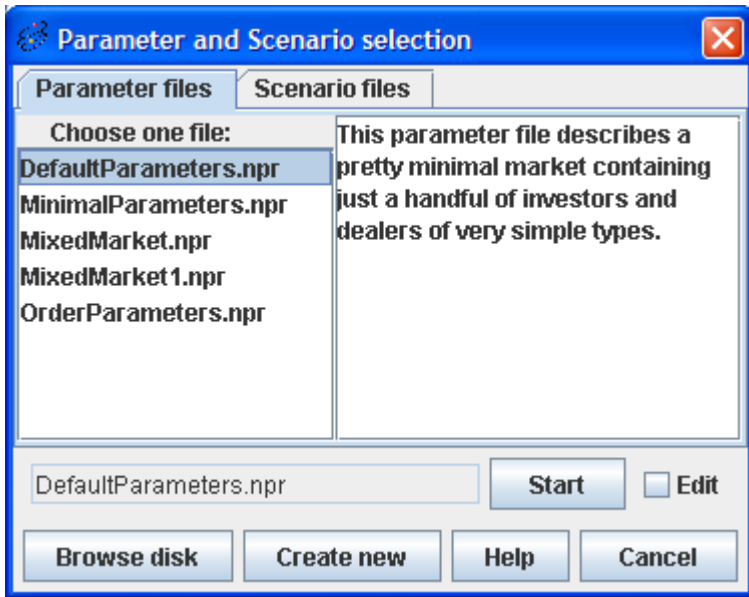 Parameter and Scenario selection
Parameter files
Scenario files
Choose one file:
DefaultParameters.npr
MinimalParameters.npr
MixedMarket.npr
MixedMarket1.npr
OrderParameters.npr
This parameter file describes a
pretty minimal market containing
just a handful of investors and
dealers of very simple types.
DefaultParameters.npr
Start
Edit
Browse disk
Create new
Help
Cancel